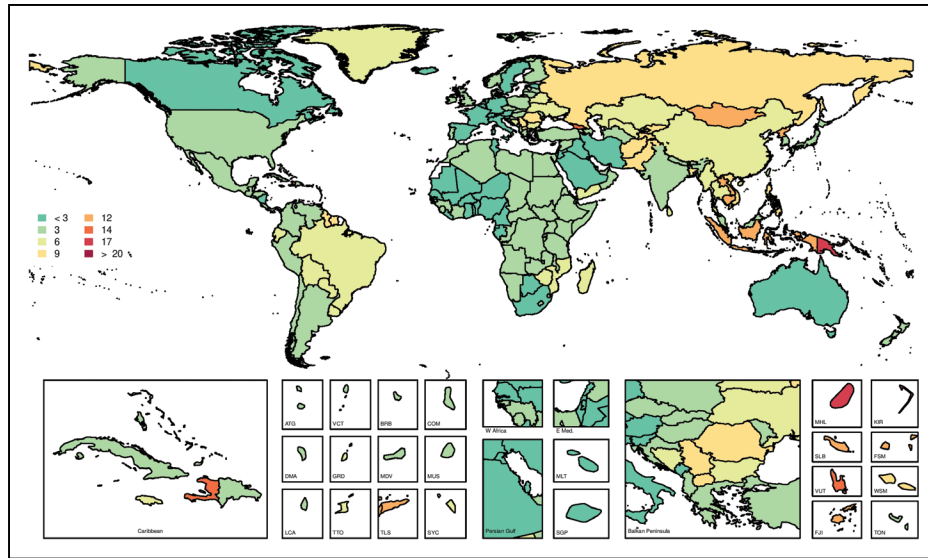 < 3 12
3 14
6 17
9 > 20
Caribbean
ATG VCT BRB COM
DMA GRD MDV MUS
LCA TTO TLS SYC
W Africa E Med.
Persian Gulf
MLT
SGP
Balkan Peninsula
MHL KIR
SLB FSM
VUT WSM
FJI TON